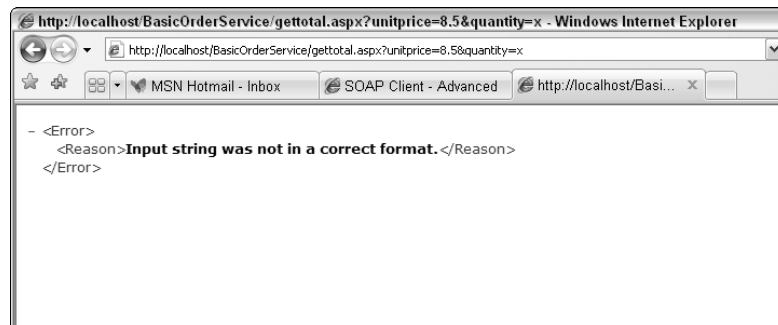 http://localhost/BasicOrderService/gettotal.aspx?unitprice=8.5&quantity=x - Windows Internet Explorer
http://localhost/BasicOrderService/gettotal.aspx?unitprice=8.5&quantity=x
MSN Hotmail - Inbox
SOAP Client - Advanced
http://localhost/Basi... x
- <Error>
<Reason>Input string was not in a correct format.</Reason>
</Error>